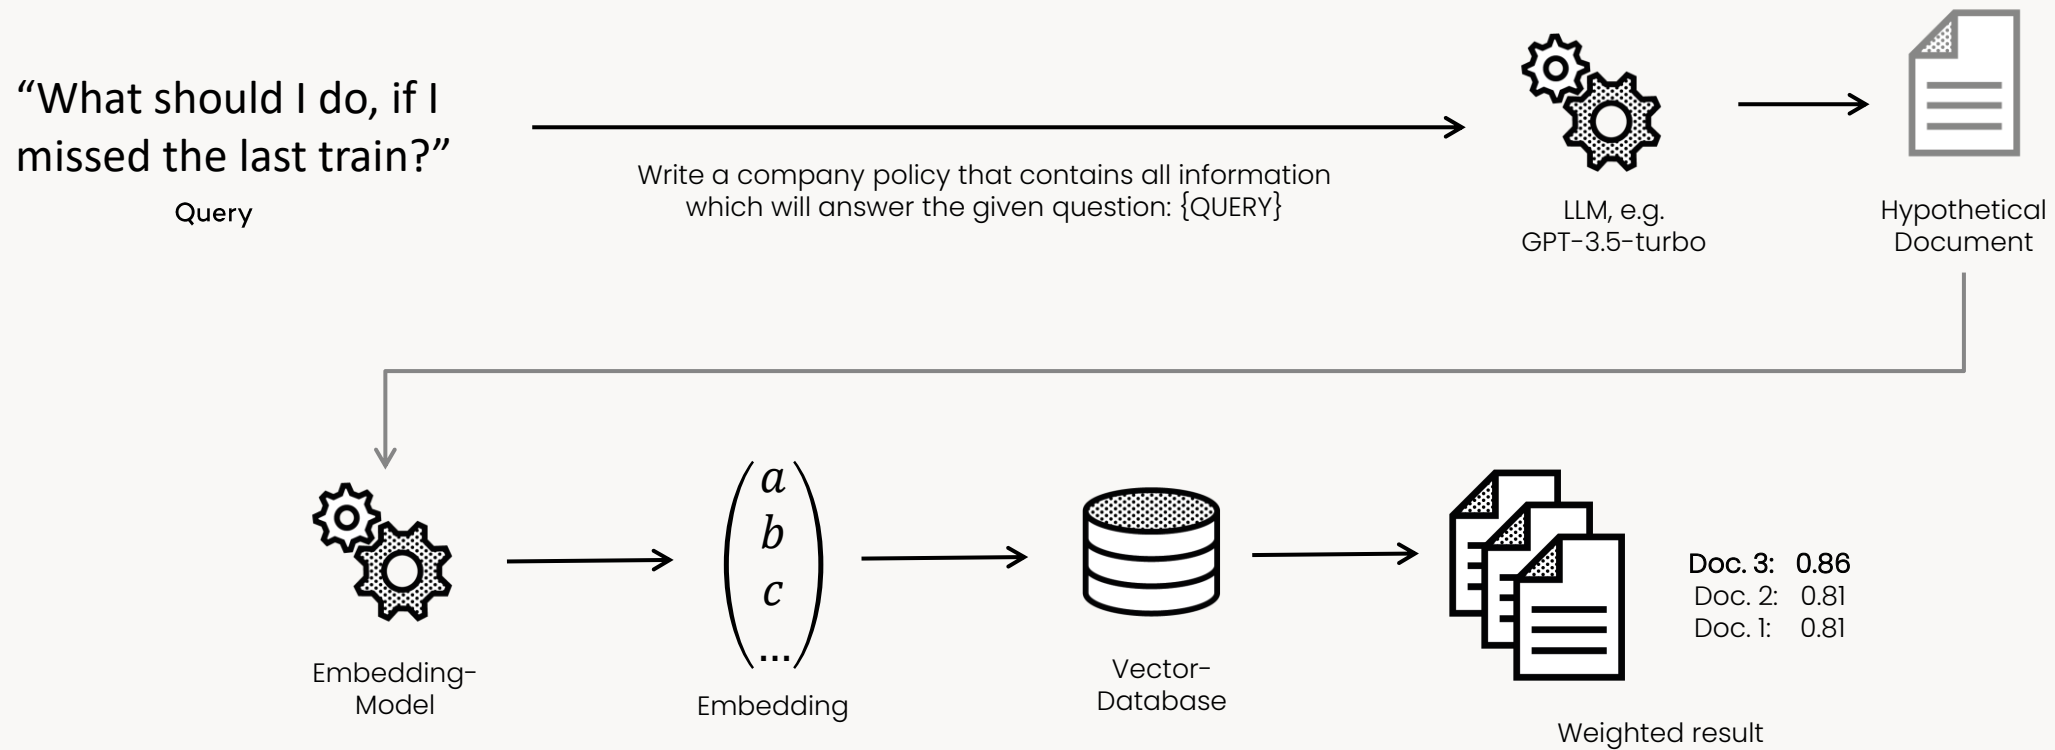 “What should I do, if I
missed the last train?”
Query
Write a company policy that contains all information
which will answer the given question: {QUERY}
LLM, e.g.
GPT-3.5-turbo
Hypothetical
Document
Embedding-
Model
a
b
c
...
Embedding
Vector-
Database
Doc. 3: 0.86
Doc. 2: 0.81
Doc. 1: 0.81
Weighted result